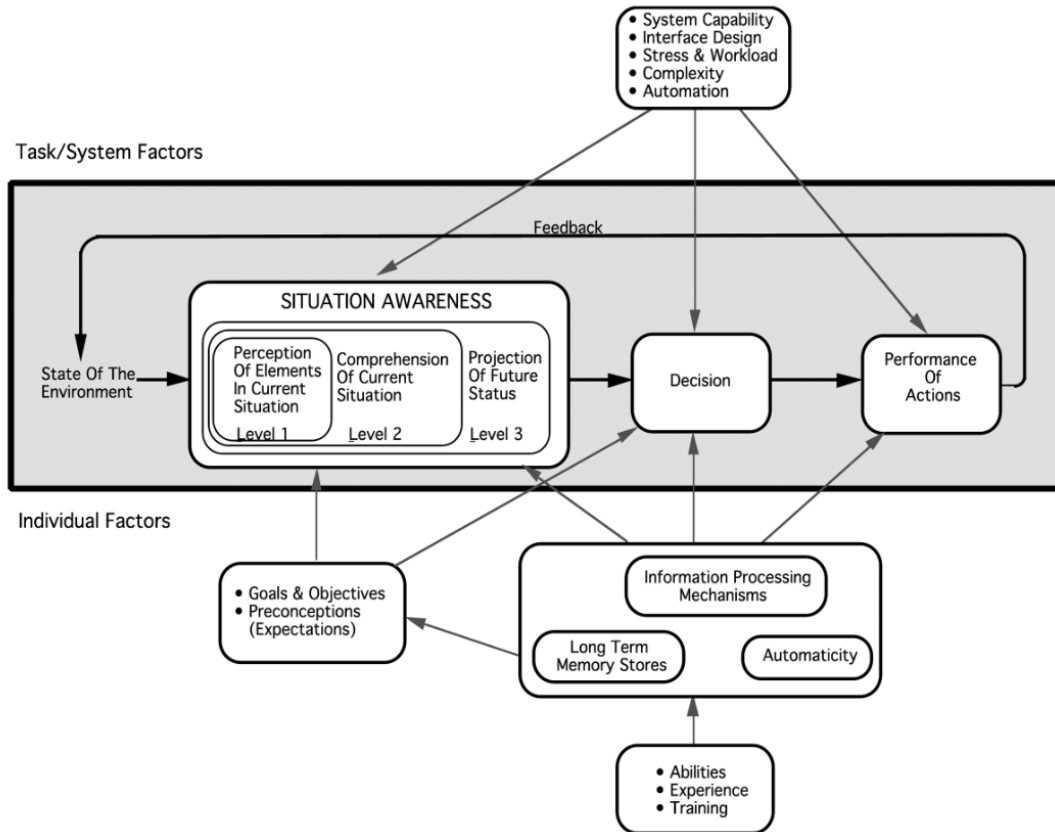 • System Capability
• Interface Design
• Stress & Workload
• Complexity
• Automation
Task/System Factors
Feedback
SITUATION AWARENESS
Perception
Of Elements
In Current
Situation
Level 1
Comprehension
Of Current
Situation
Level 2
Projection
Of Future
Status
Level 3
State Of The
Environment
Decision
Performance
Of
Actions
Individual Factors
• Goals & Objectives
• Preconceptions
(Expectations)
Information Processing
Mechanisms
Long Term
Memory Stores
Automaticity
• Abilities
• Experience
• Training